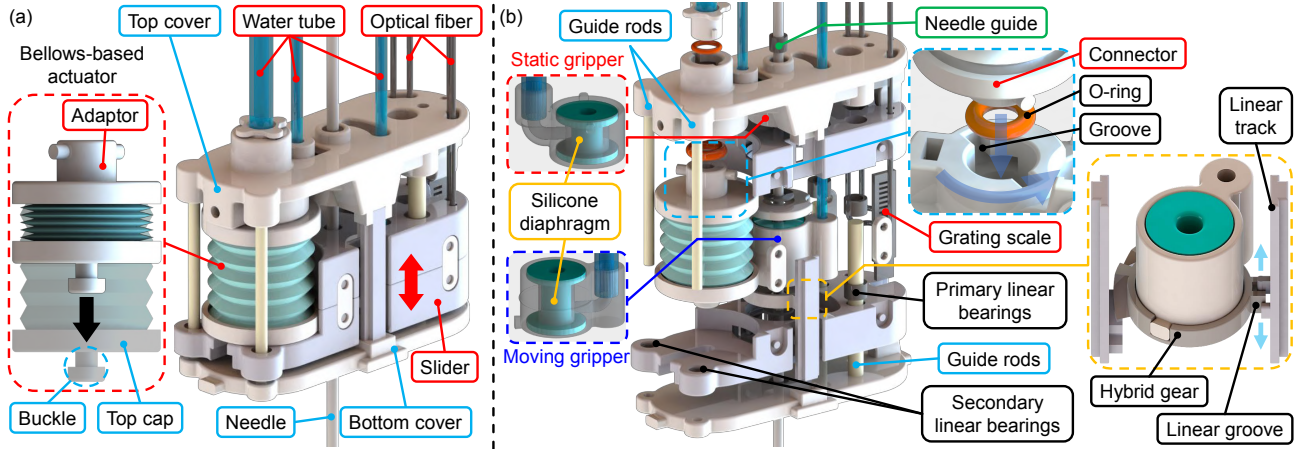 (a)
Top cover
Water tube
Optical fiber
Bellows-based
actuator
Adaptor
Slider
Buckle
Top cap
Needle
Bottom cover
(b)
Guide rods
Needle guide
Static gripper
Connector
O-ring
Groove
Linear
track
Silicone
diaphragm
Grating scale
Primary linear
bearings
Moving gripper
Guide rods
Hybrid gear
Secondary
linear bearings
Linear groove